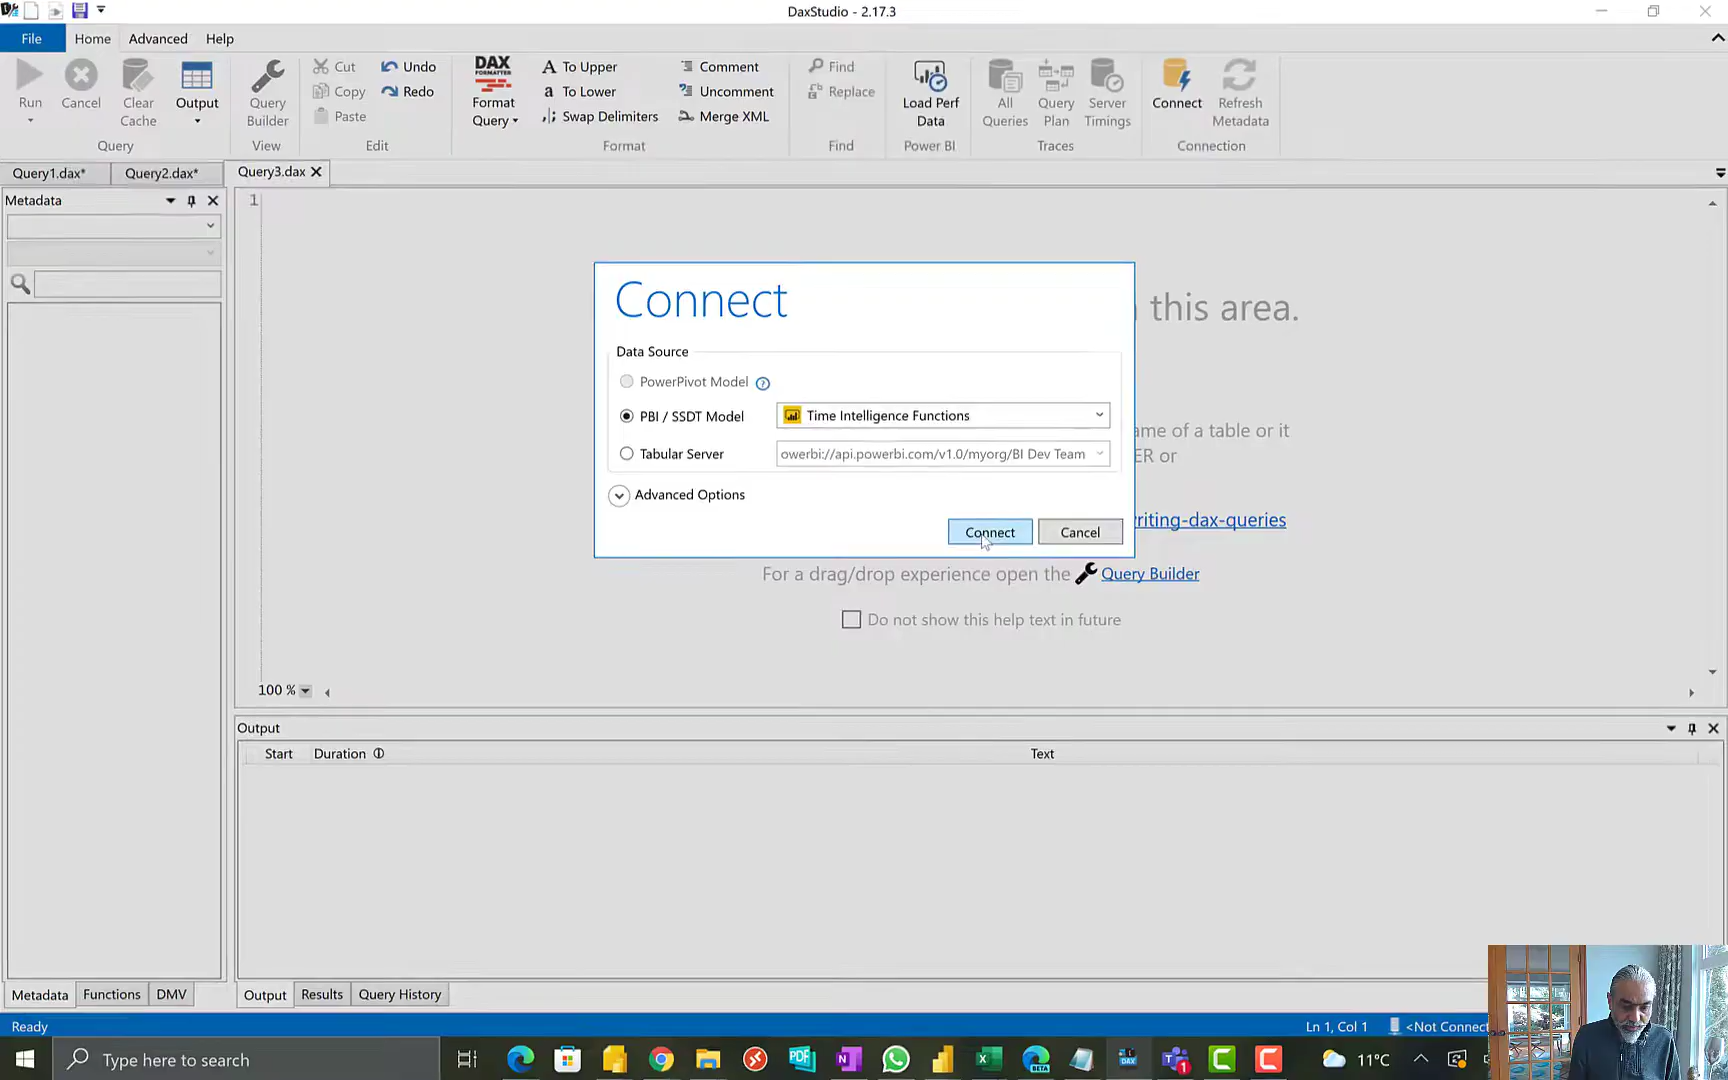 DaxStudio - 2.17.3
File Home Advanced Help
Run
Cancel
Clear Cache
Output
Query Builder
Cut
Copy
Paste
Undo
Redo
DAX
FORMATTER
Format Query
To Upper
To Lower
Swap Delimiters
Comment
Uncomment
Merge XML
Find
Replace
Load Perf Data
All Queries
Query Plan
Server Timings
Connect
Refresh Metadata
Query View Edit Format Find Power BI Traces Connection
Query1.dax* Query2.dax* Query3.dax
Metadata
1
this area.
Connect
Data Source
PowerPivot Model ?
PBI / SSDT Model Time Intelligence Functions
Tabular Server owerbi://api.powerbi.com/v1.0/myorg/BI Dev Team
Advanced Options
Connect Cancel
ame of a table or it
ER or
riting-dax-queries
For a drag/drop experience open the Query Builder
Do not show this help text in future
100 %
Output
Start Duration Text
Metadata Functions DMV
Output Results Query History
Ready Ln 1, Col 1 <Not Connect
Type here to search
PDF
BETA
DAX
1
11°C